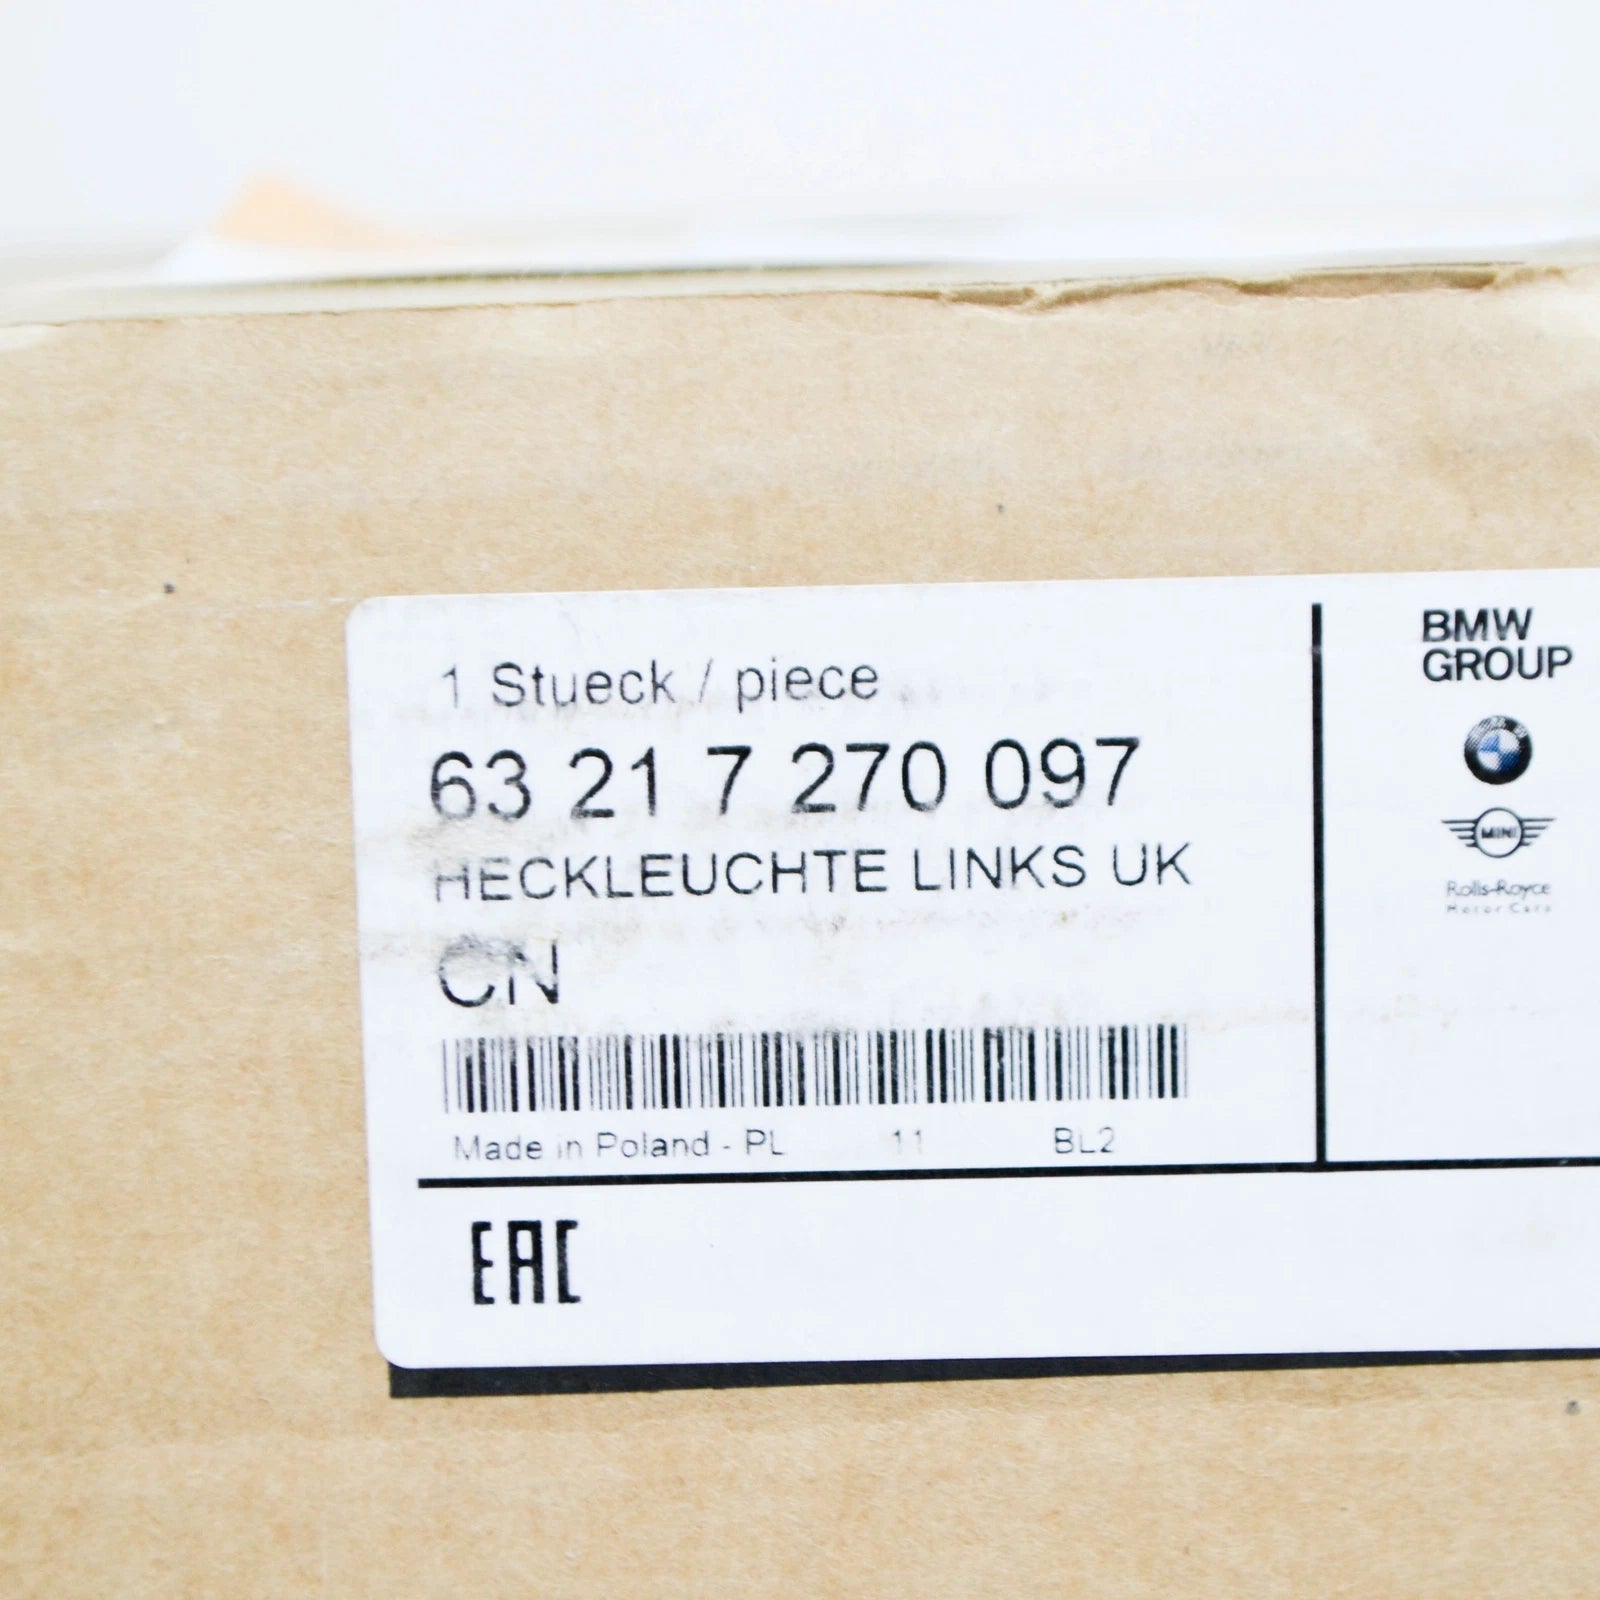 1 Stueck / piece
63 21 7 270 097
HECKLEUCHTE LINKS UK
CN
Made in Poland - PL 11 BL2
EAC
BMW
GROUP
MINI
Rolls-Royce
Motor Cars